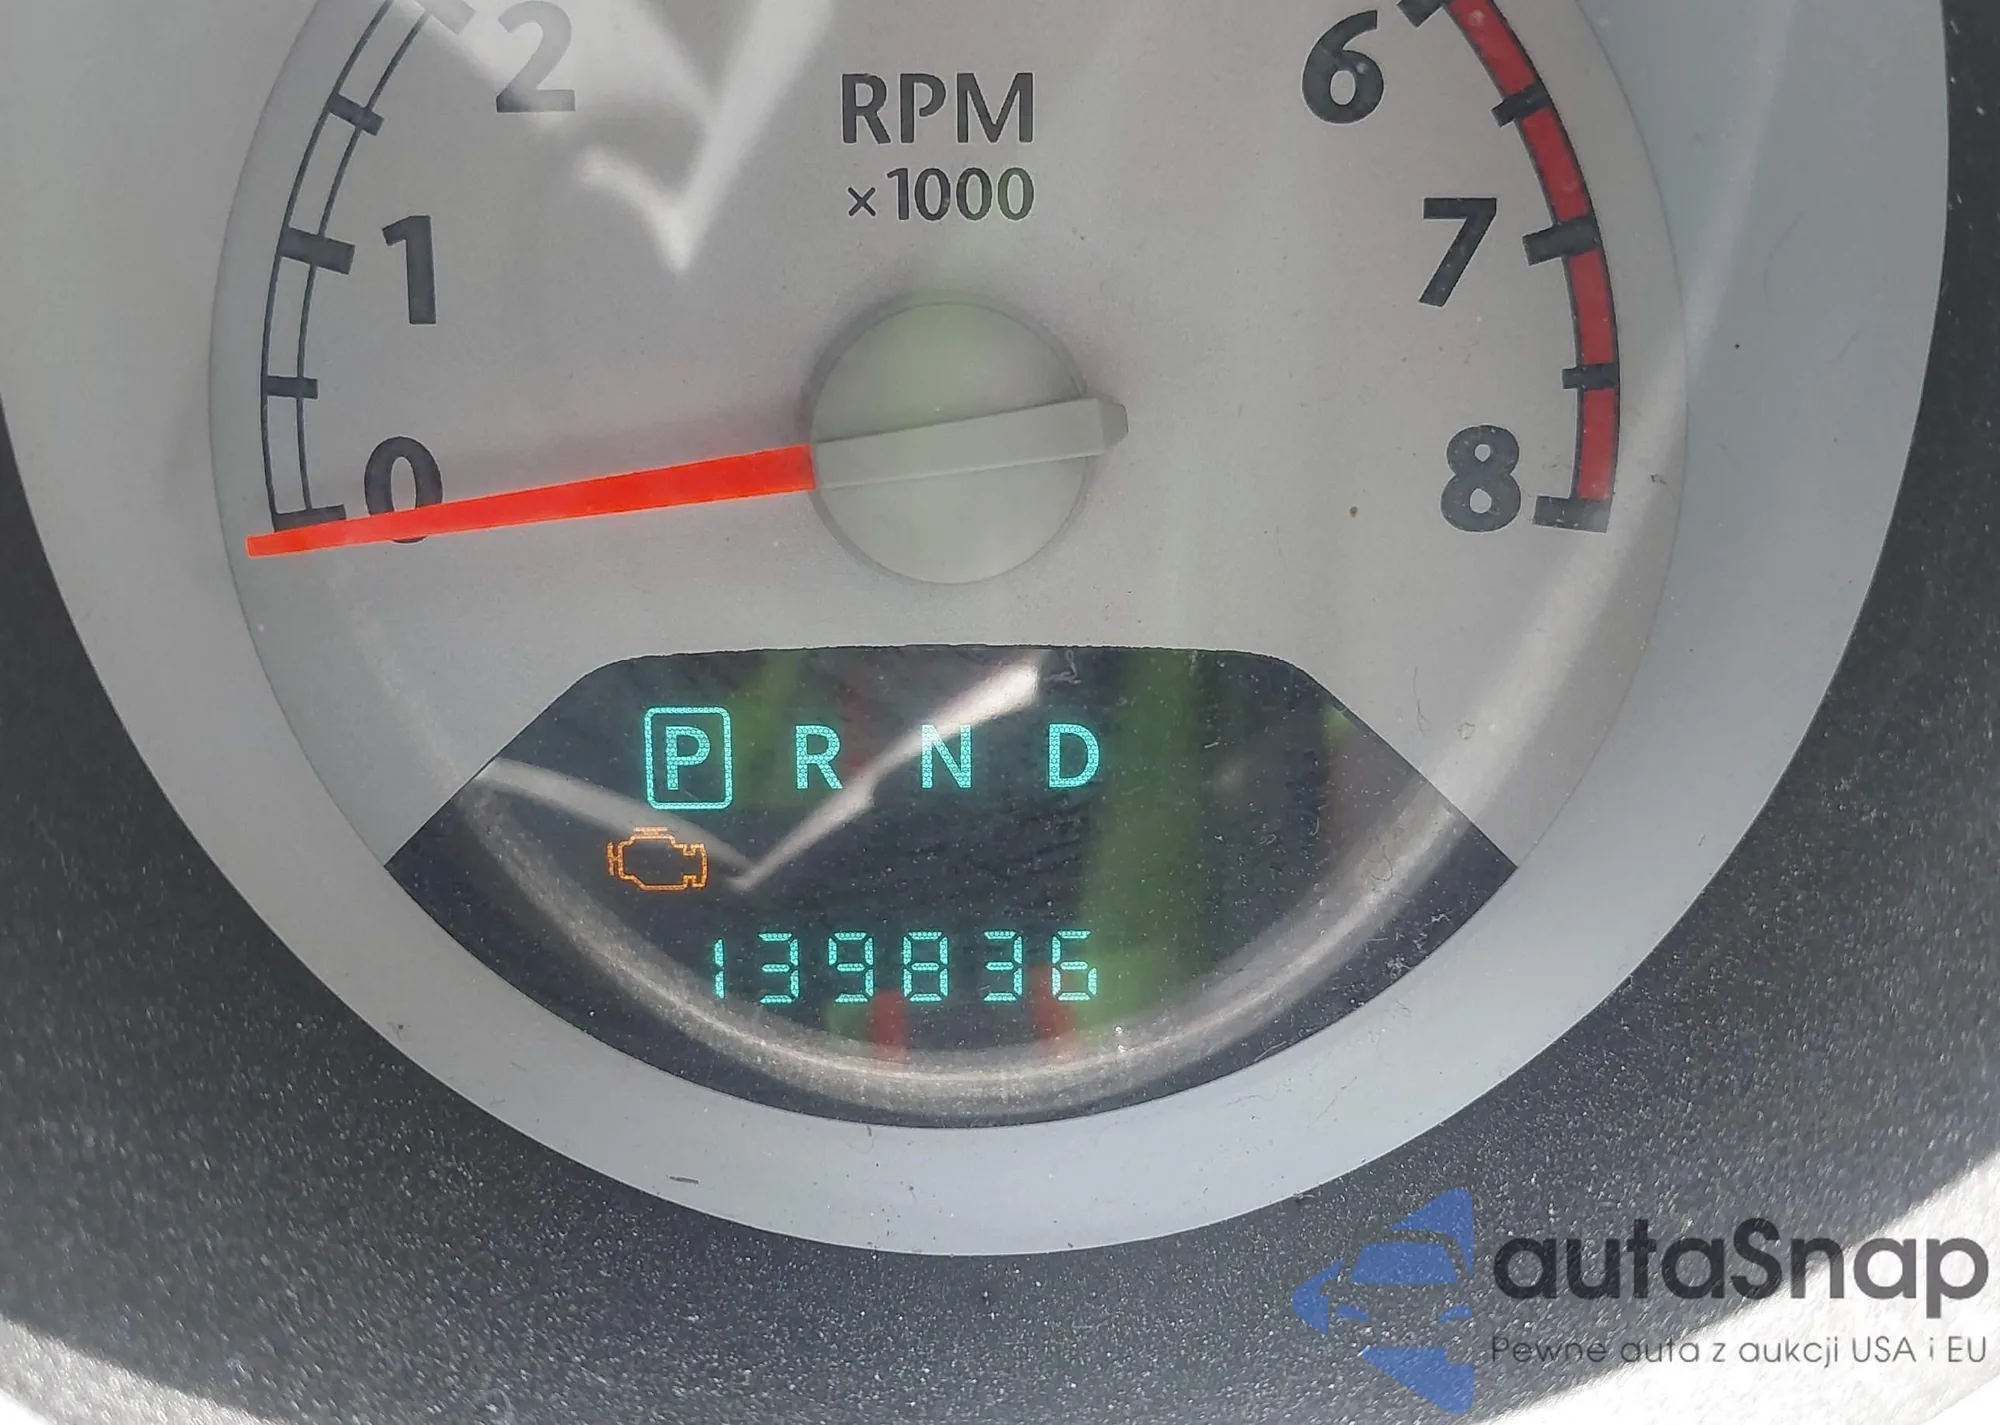 2
6
RPM
×1000
1
7
0
8
P R N D
139836
autaSnap
Pewne auta z aukcji USA i EU